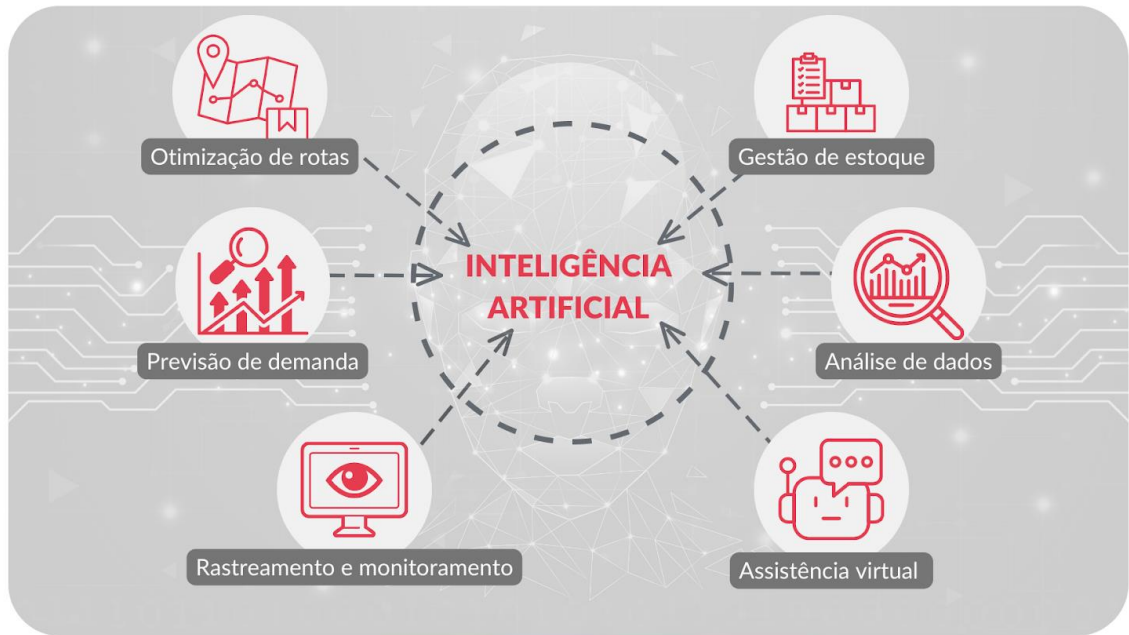 Otimização de rotas
Gestão de estoque
INTELIGÊNCIA
ARTIFICIAL
Previsão de demanda
Análise de dados
Rastreamento e monitoramento
Assistência virtual